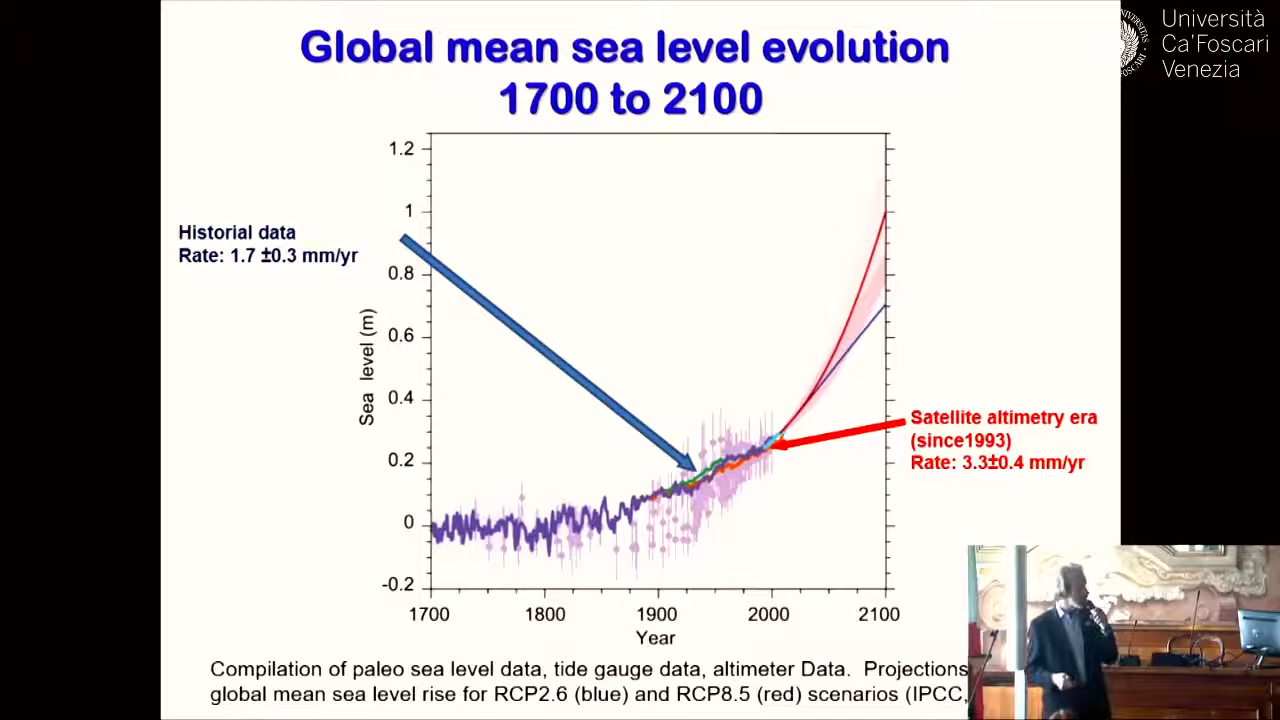 Global mean sea level evolution
1700 to 2100
Università
Ca'Foscari
Venezia
Historial data
Rate: 1.7 ±0.3 mm/yr
1.2
1
0.8
0.6
0.4
0.2
0
-0.2
Sea level (m)
1700 1800 1900 2000 2100
Year
Satellite altimetry era
(since1993)
Rate: 3.3±0.4 mm/yr
Compilation of paleo sea level data, tide gauge data, altimeter Data. Projections
global mean sea level rise for RCP2.6 (blue) and RCP8.5 (red) scenarios (IPCC,